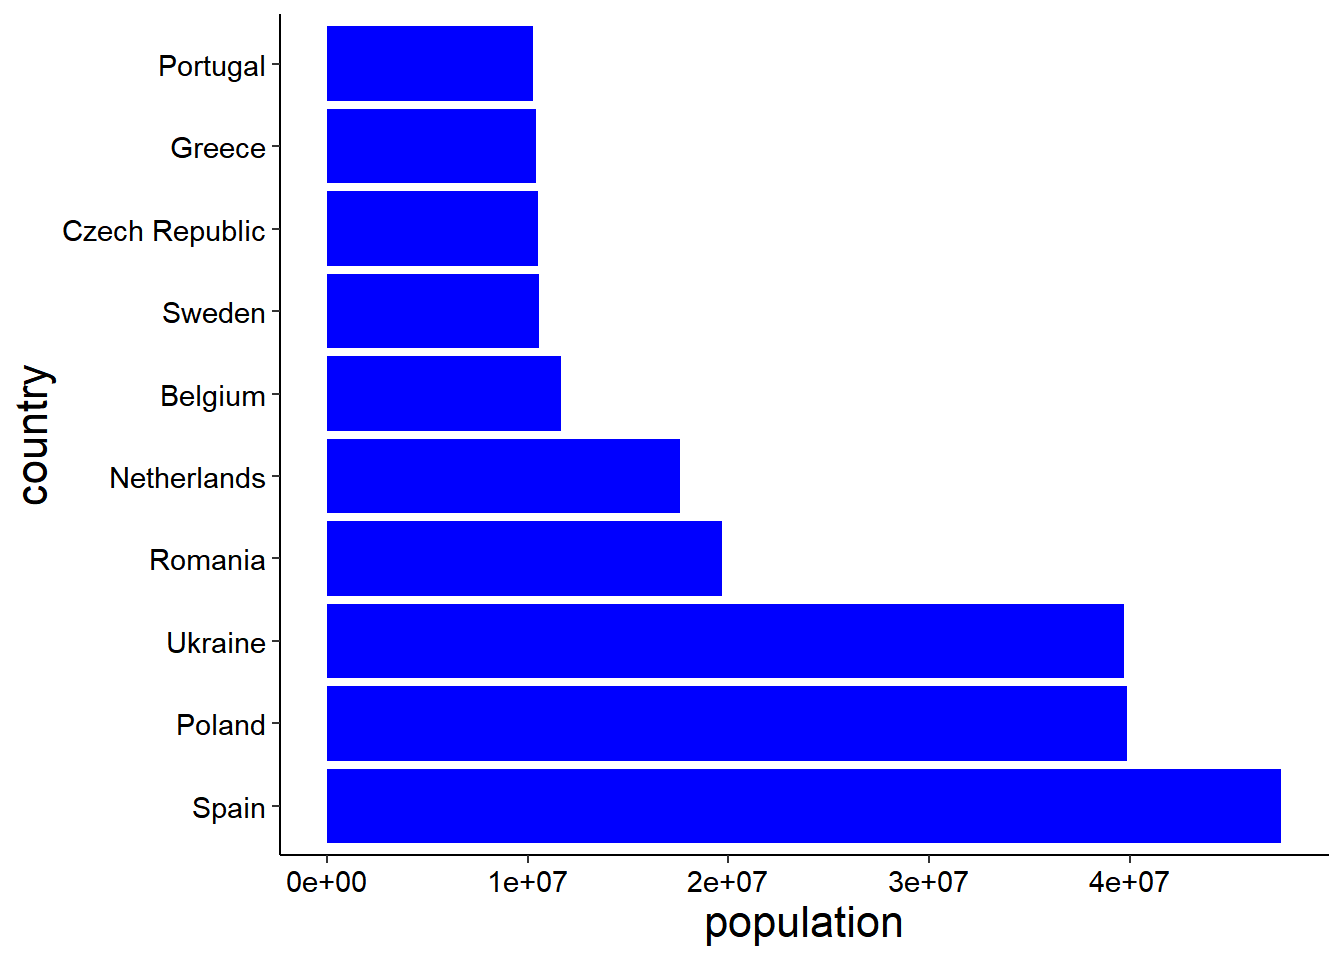 Portugal
Greece
Czech Republic
Sweden
Belgium
Netherlands
Romania
Ukraine
Poland
Spain
country
0e+00 1e+07 2e+07 3e+07 4e+07
population